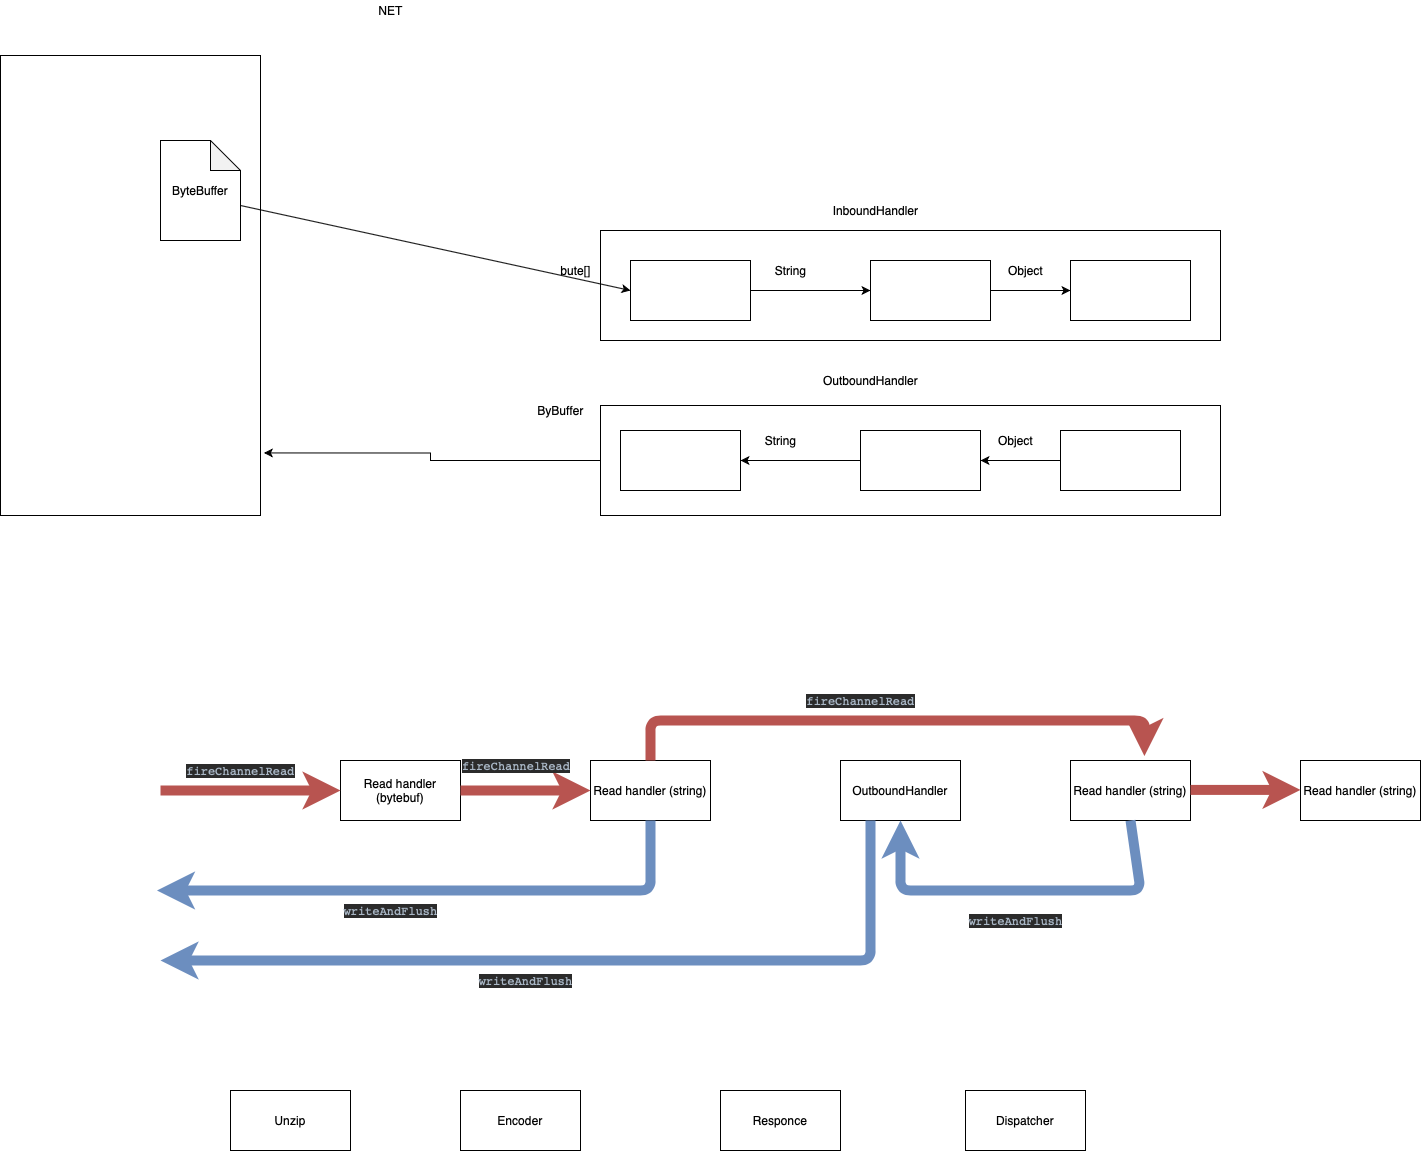 NET
ByteBuffer
InboundHandler
bute[]
String
Object
OutboundHandler
ByBuffer
String
Object
fireChannelRead
fireChannelRead
fireChannelRead
Read handler
(bytebuf)
Read handler (string)
OutboundHandler
Read handler (string)
Read handler (string)
writeAndFlush
writeAndFlush
writeAndFlush
Unzip
Encoder
Responce
Dispatcher